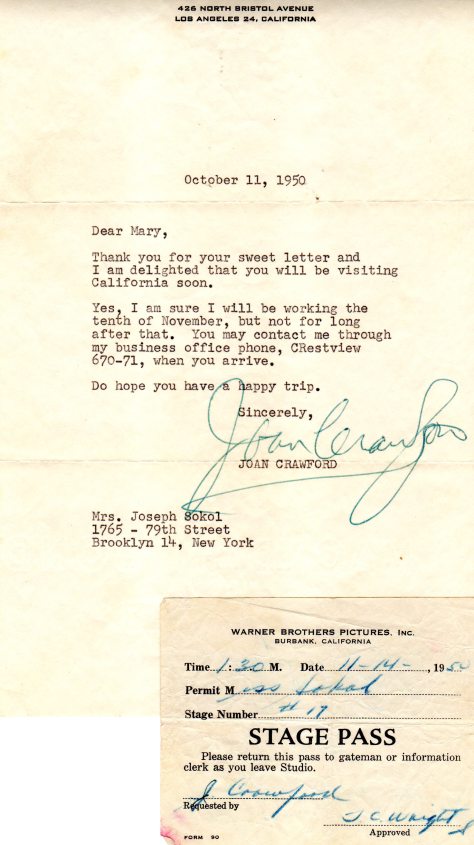 426 NORTH BRISTOL AVENUE
LOS ANGELES 24, CALIFORNIA
October 11, 1950
Dear Mary,
Thank you for your sweet letter and
I am delighted that you will be visiting
California soon.
Yes, I am sure I will be working the
tenth of November, but not for long
after that. You may contact me through
my business office phone, CRestview
670-71, when you arrive.
Do hope you have a happy trip.
Sincerely,
Joan Crawford
JOAN CRAWFORD
Mrs. Joseph Sokol
1765 - 79th Street
Brooklyn 14, New York
WARNER BROTHERS PICTURES, INC.
BURBANK, CALIFORNIA
Time 1:30 M. Date 11-14-, 1950
Permit Miss Sokol
Stage Number #19
STAGE PASS
Please return this pass to gateman or information
clerk as you leave Studio.
J Crawford
Requested by
J C Wright
Approved
FORM 90